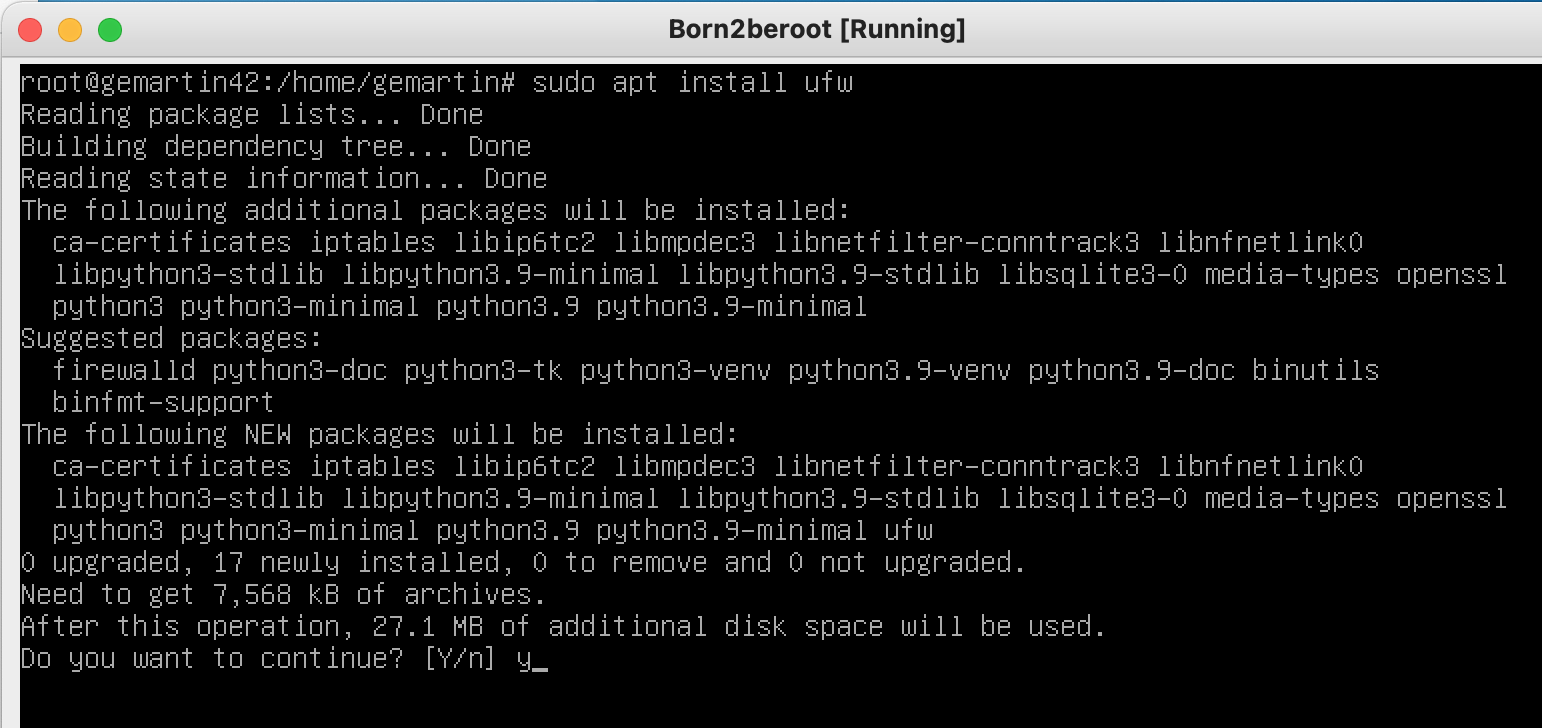 Born2beroot [Running]
root@gemartin42:/home/gemartin# sudo apt install ufw
Reading package lists... Done
Building dependency tree... Done
Reading state information... Done
The following additional packages will be installed:
  ca-certificates iptables libip6tc2 libmpdec3 libnetfilter-conntrack3 libnfnetlink0
  libpython3-stdlib libpython3.9-minimal libpython3.9-stdlib libsqlite3-0 media-types openssl
  python3 python3-minimal python3.9 python3.9-minimal
Suggested packages:
  firewalld python3-doc python3-tk python3-venv python3.9-venv python3.9-doc binutils
  binfmt-support
The following NEW packages will be installed:
  ca-certificates iptables libip6tc2 libmpdec3 libnetfilter-conntrack3 libnfnetlink0
  libpython3-stdlib libpython3.9-minimal libpython3.9-stdlib libsqlite3-0 media-types openssl
  python3 python3-minimal python3.9 python3.9-minimal ufw
0 upgraded, 17 newly installed, 0 to remove and 0 not upgraded.
Need to get 7,568 kB of archives.
After this operation, 27.1 MB of additional disk space will be used.
Do you want to continue? [Y/n] y_